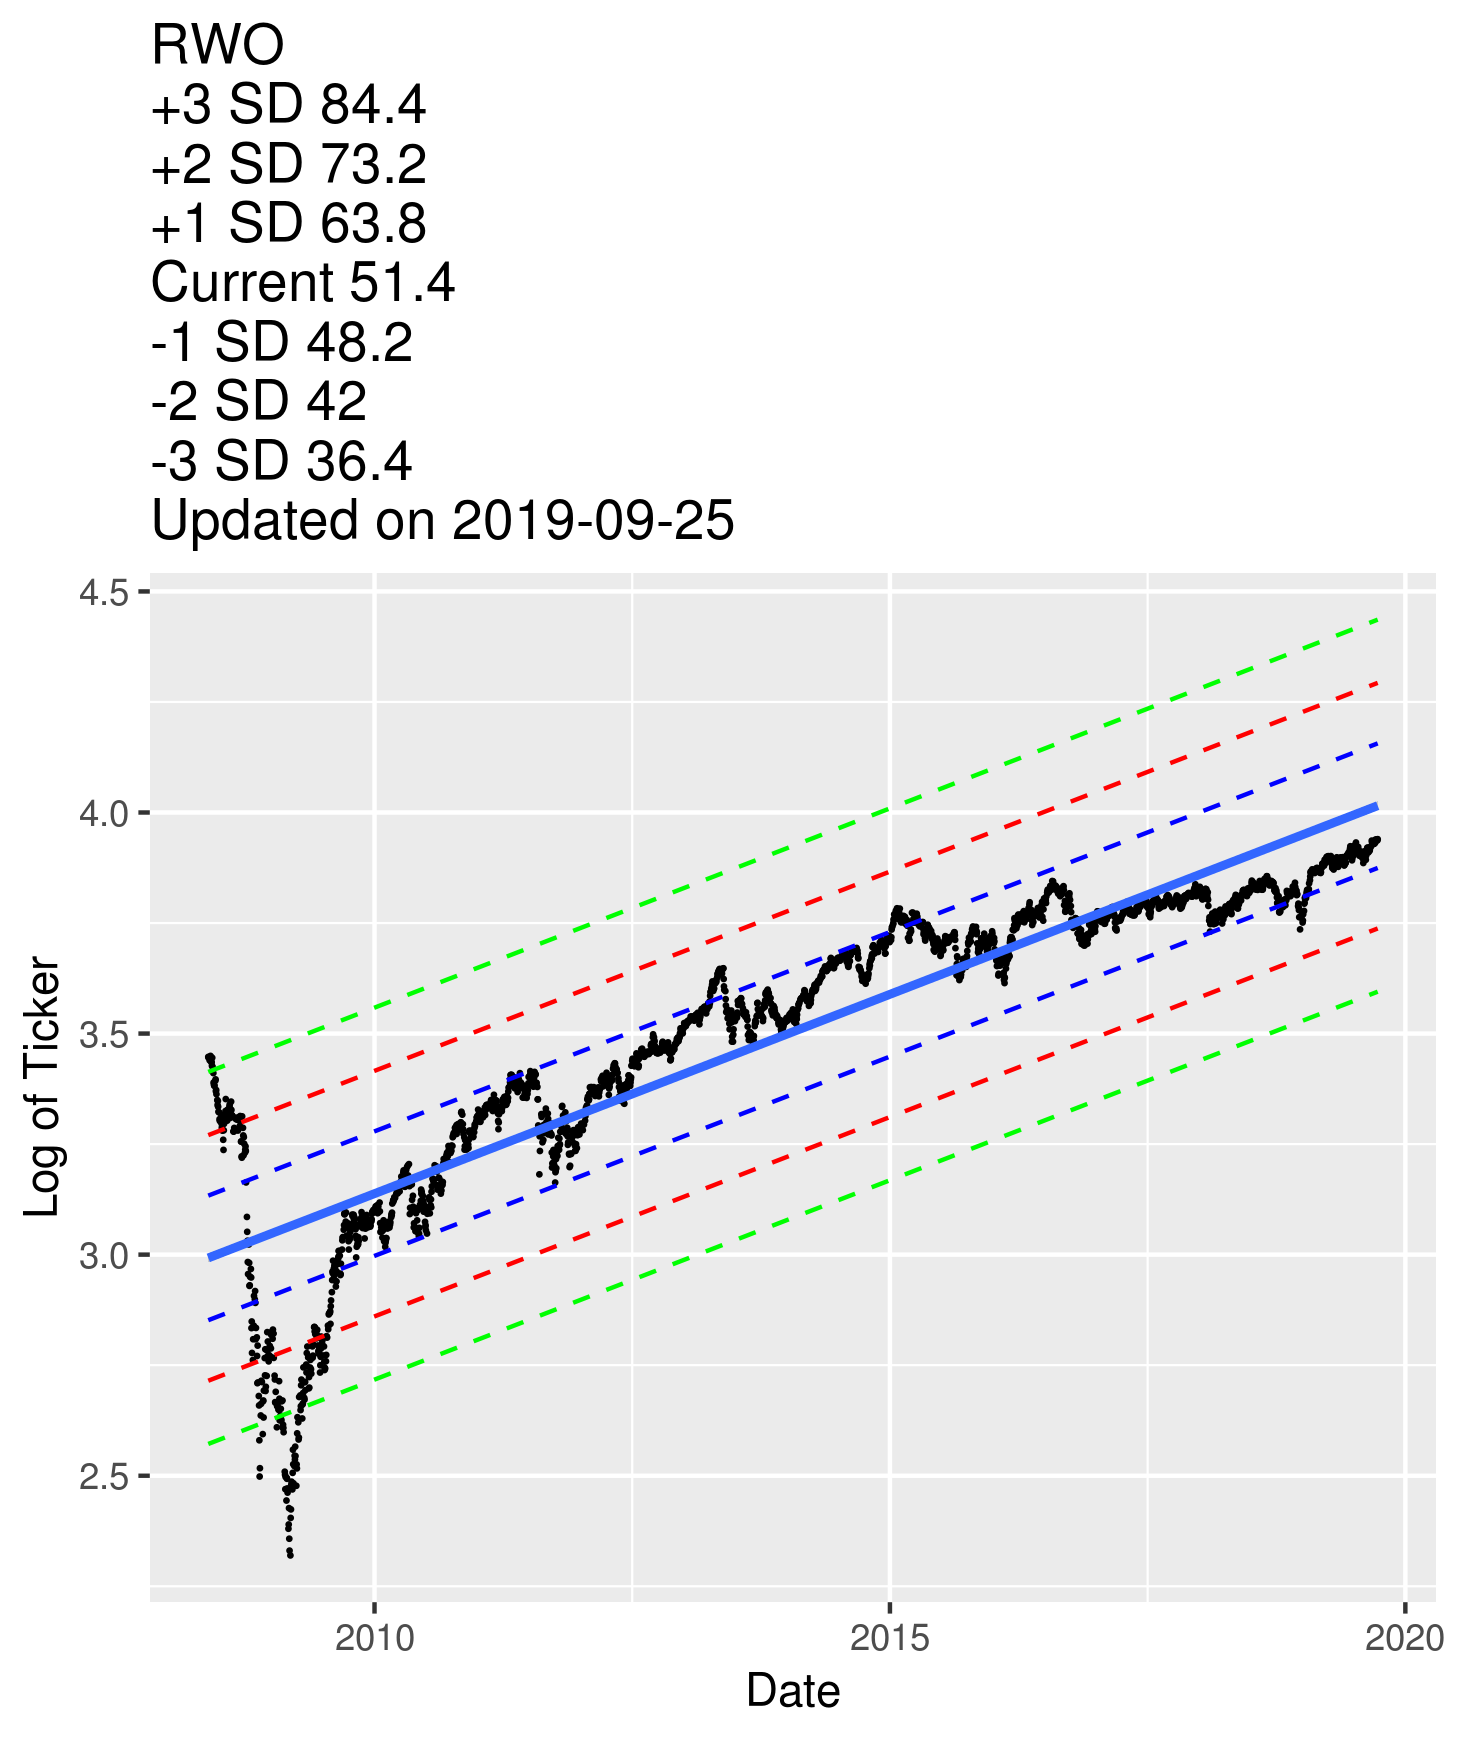 RWO
+3 SD 84.4
+2 SD 73.2
+1 SD 63.8
Current 51.4
-1 SD 48.2
-2 SD 42
-3 SD 36.4
Updated on 2019-09-25
4.5
4.0
3.5
3.0
2.5
Log of Ticker
2010
2015
2020
Date